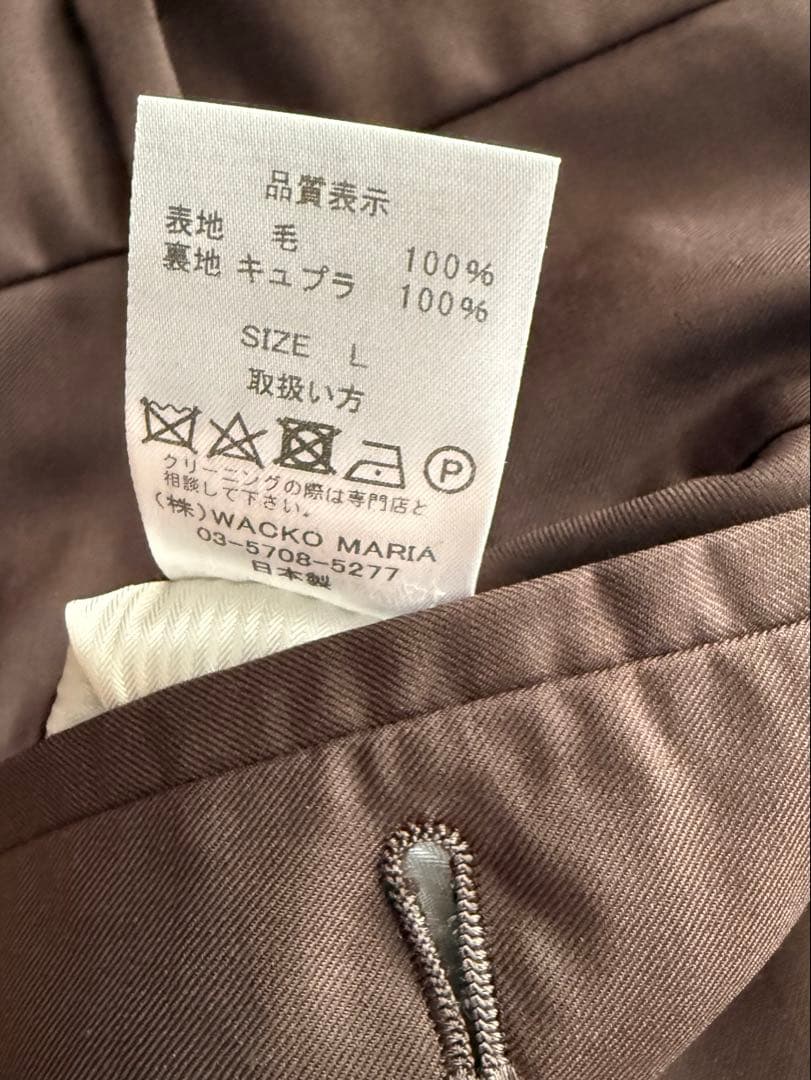 品質表示
表地 毛 100%
裏地 キュプラ 100%
SIZE L
取扱い方
P
クリーニングの際は専門店と
相談して下さい。
(株)WACKO MARIA
03-5708-5277
日本製